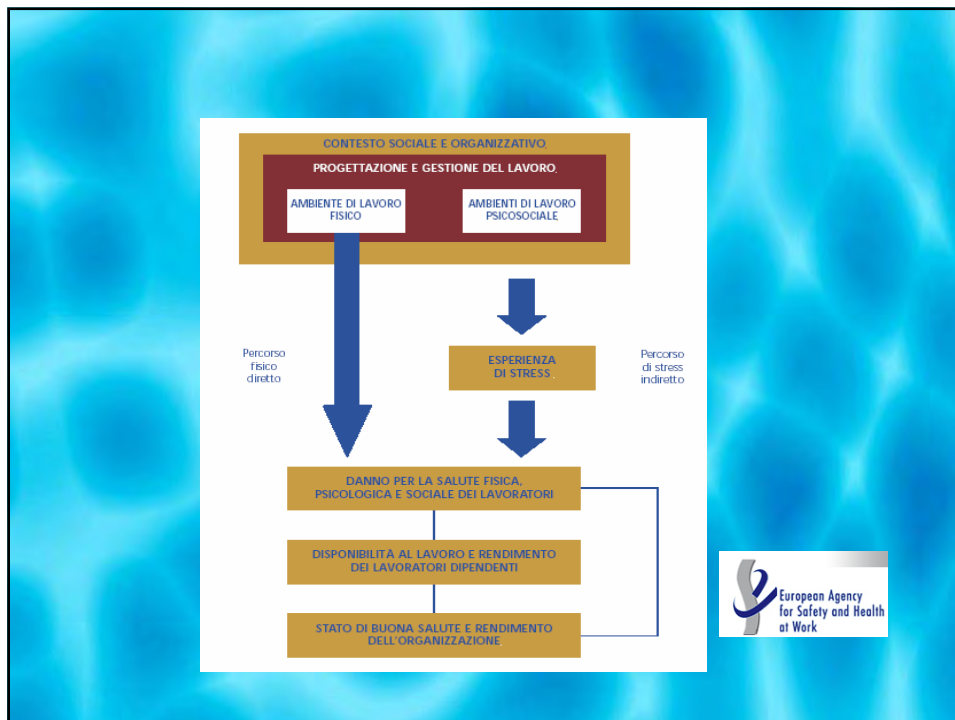 CONTESTO SOCIALE E ORGANIZZATIVO.
PROGETTAZIONE E GESTIONE DEL LAVORO.
AMBIENTE DI LAVORO
FISICO
AMBIENTI DI LAVORO
PSICOSOCIALE
Percorso
fisico
diretto
ESPERIENZA
DI STRESS.
Percorso
di stress
indiretto
DANNO PER LA SALUTE FISICA,
PSICOLOGICA E SOCIALE DEI LAVORATORI
DISPONIBILITÀ AL LAVORO E RENDIMENTO
DEI LAVORATORI DIPENDENTI
STATO DI BUONA SALUTE E RENDIMENTO
DELL'ORGANIZZAZIONE.
European Agency
for Safety and Health
at Work